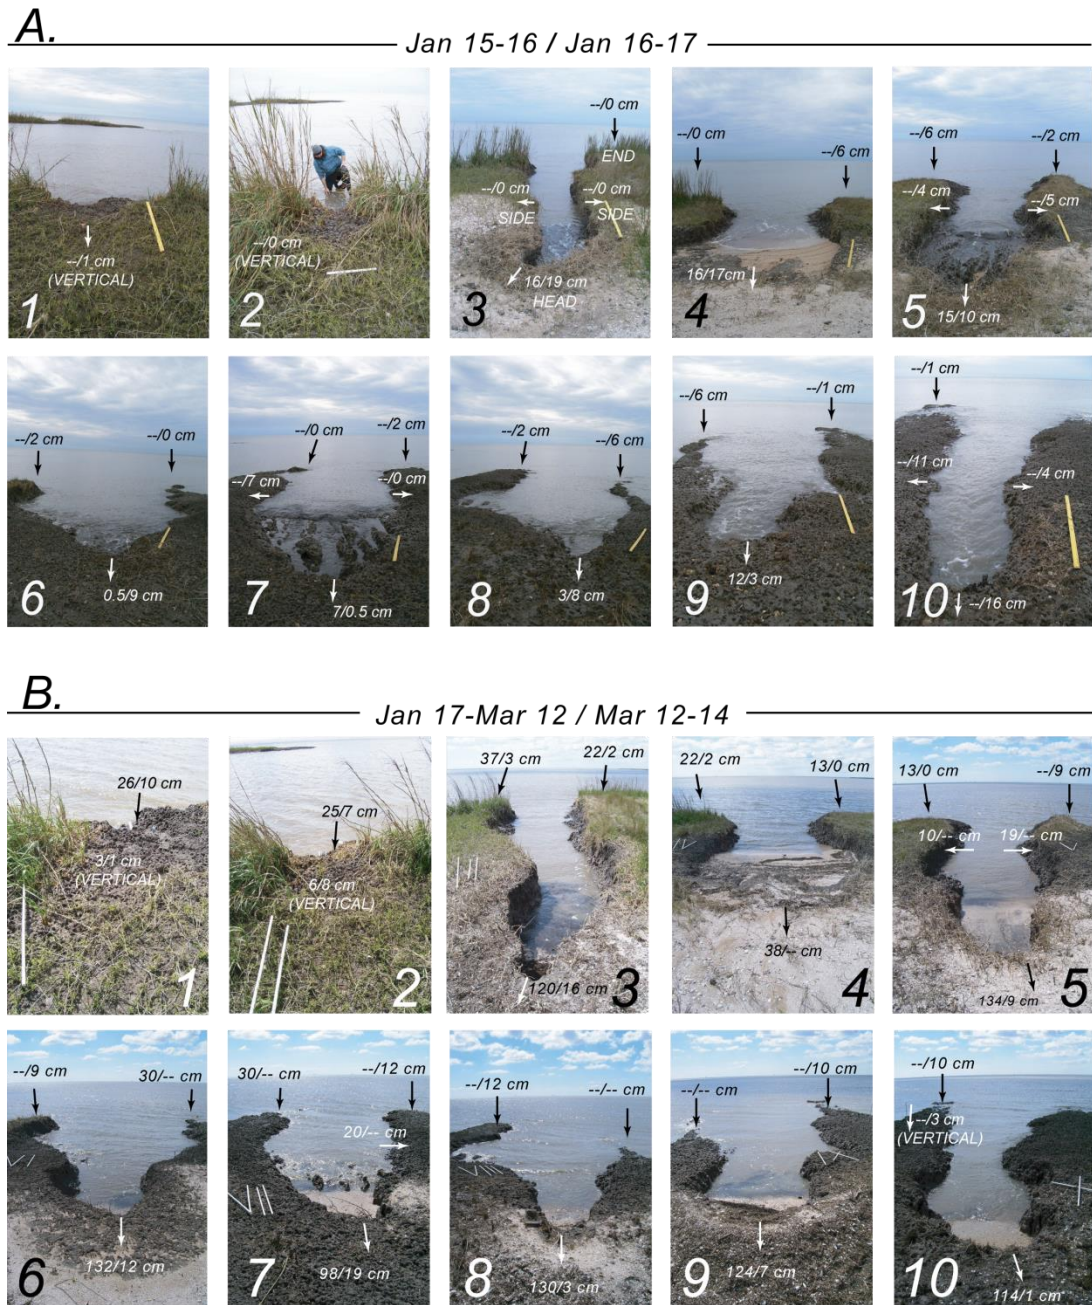 A.
Jan 15-16 / Jan 16-17
--/1 cm
(VERTICAL)
1
--/0 cm
(VERTICAL)
2
--/0 cm
END
--/0 cm
SIDE
--/0 cm
SIDE
16/19 cm
HEAD
3
--/0 cm
--/6 cm
16/17cm
4
--/6 cm
--/2 cm
--/4 cm
--/5 cm
15/10 cm
5
--/2 cm
--/0 cm
0.5/9 cm
6
--/0 cm
--/2 cm
--/7 cm
--/0 cm
7/0.5 cm
7
--/2 cm
--/6 cm
3/8 cm
8
--/6 cm
--/1 cm
12/3 cm
9
--/1 cm
--/11 cm
--/4 cm
--/16 cm
10
B.
Jan 17-Mar 12 / Mar 12-14
26/10 cm
3/1 cm
(VERTICAL)
1
25/7 cm
6/8 cm
(VERTICAL)
2
37/3 cm
22/2 cm
120/16 cm
3
22/2 cm
13/0 cm
38/-- cm
4
13/0 cm
--/9 cm
10/-- cm
19/-- cm
134/9 cm
5
--/9 cm
30/-- cm
132/12 cm
6
30/-- cm
--/12 cm
20/-- cm
98/19 cm
7
--/12 cm
--/-- cm
130/3 cm
8
--/-- cm
--/10 cm
124/7 cm
9
--/10 cm
--/3 cm
(VERTICAL)
114/1 cm
10